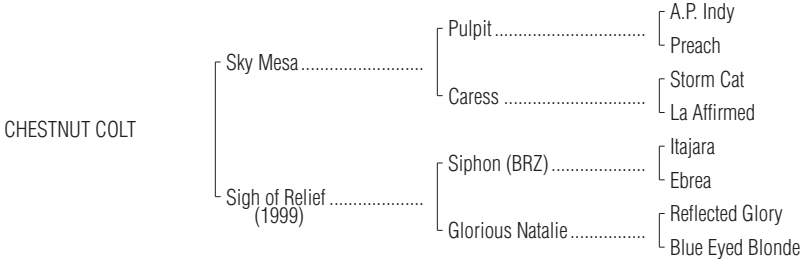 A.P. Indy
Pulpit
Preach
Sky Mesa
Storm Cat
Caress
La Affirmed
CHESTNUT COLT
Itajara
Siphon (BRZ)
Ebrea
Sigh of Relief
(1999)
Reflected Glory
Glorious Natalie
Blue Eyed Blonde